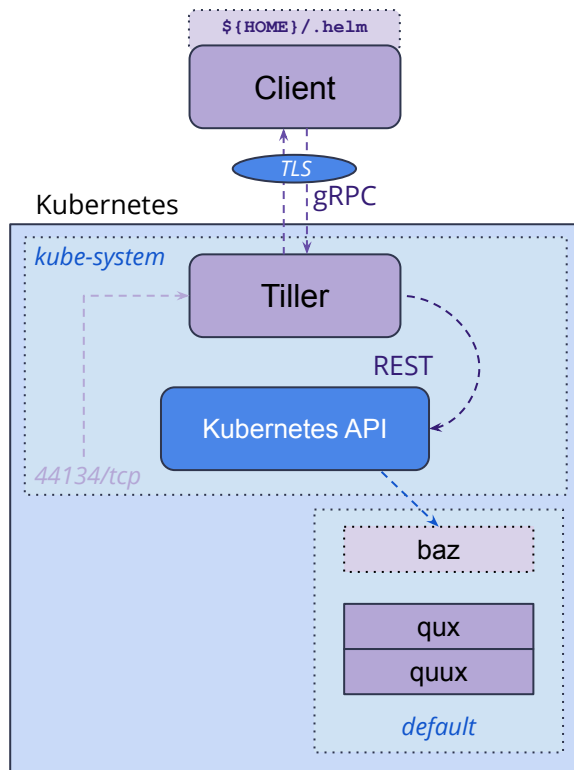 ${HOME}/.helm
Client
TLS
gRPC
Kubernetes
kube-system
Tiller
REST
Kubernetes API
44134/tcp
baz
qux
quux
default